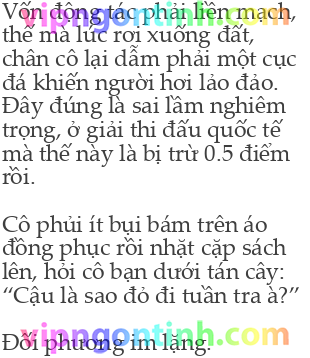 Vốn động tác phải liền mạch,
thế mà lúc rơi xuống đất,
chân cô lại dẫm phải một cục
đá khiến người hơi lảo đảo.
Đây đúng là sai lầm nghiêm
trọng, ở giải thi đấu quốc tế
mà thế này là bị trừ 0.5 điểm
rồi.
Cô phủi ít bụi bám trên áo
đồng phục rồi nhặt cặp sách
lên, hỏi cô bạn dưới tán cây:
“Cậu là sao đỏ đi tuần tra à?”
Đối phương im lặng.
vipngontinh.com
vipngontinh.com